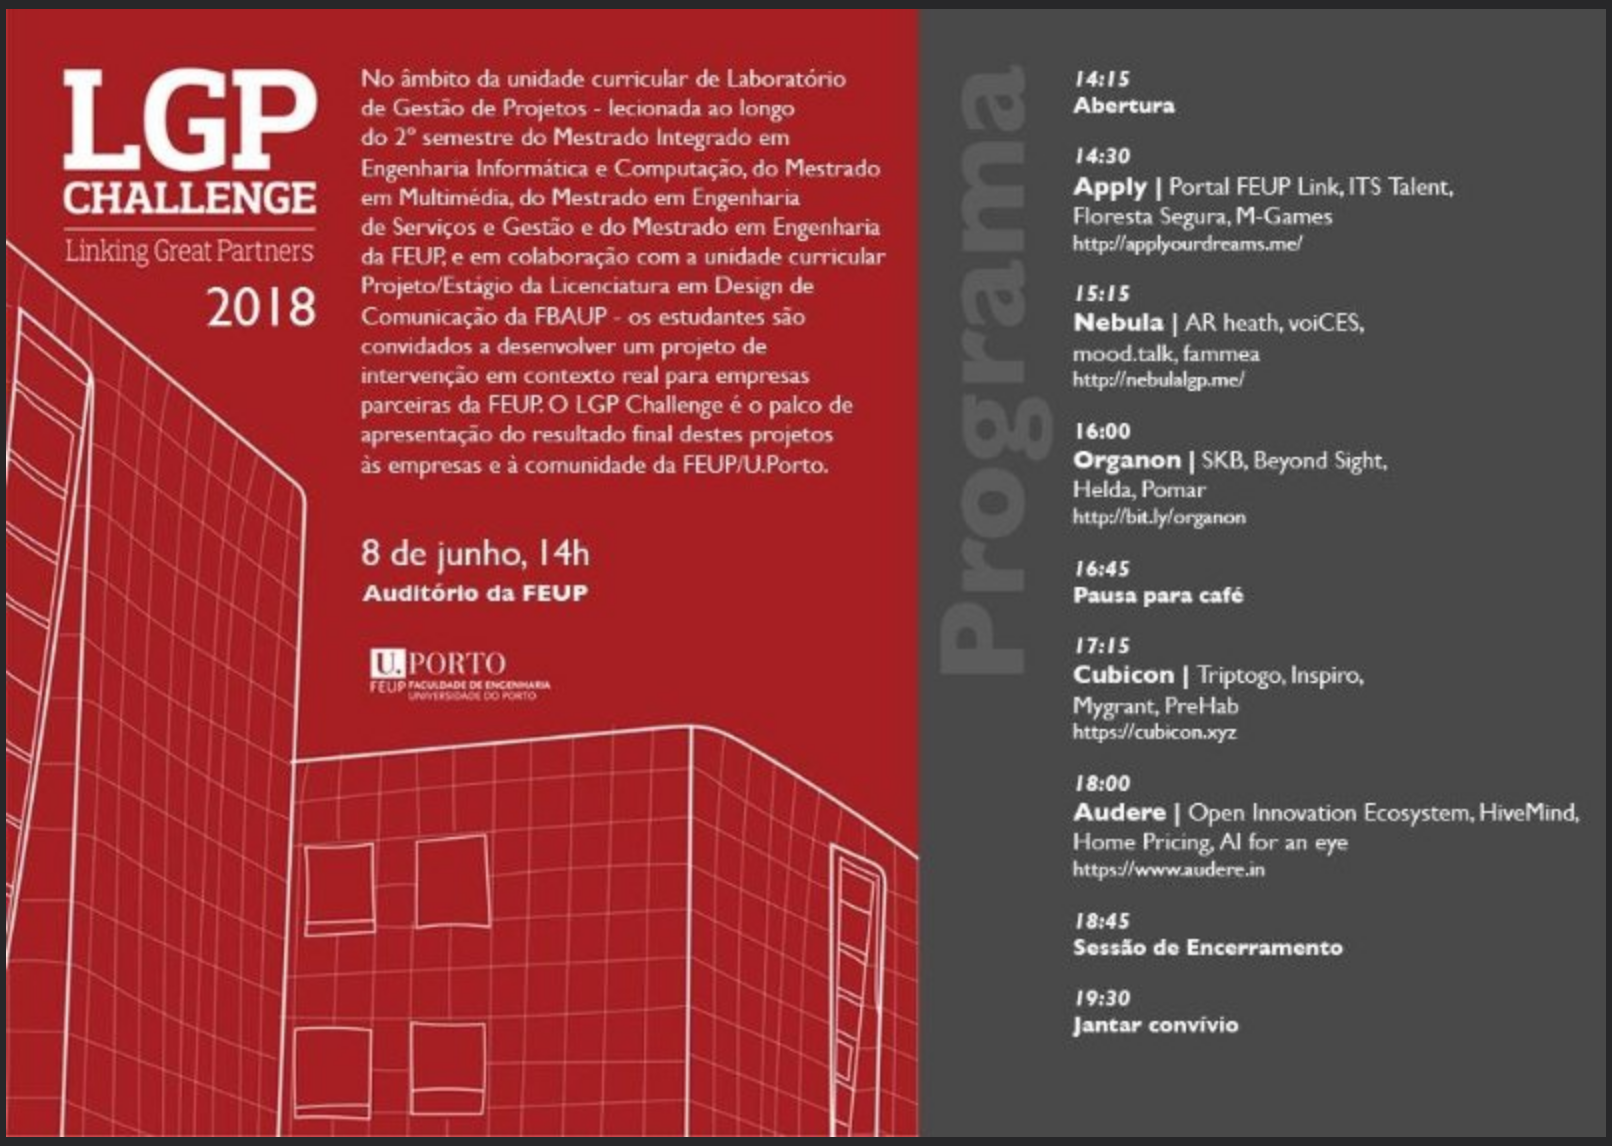 LGP
CHALLENGE
Linking Great Partners
2018
No âmbito da unidade curricular de Laboratório
de Gestão de Projetos - lecionada ao longo
do 2º semestre do Mestrado Integrado em
Engenharia Informática e Computação, do Mestrado
em Multimédia, do Mestrado em Engenharia
de Serviços e Gestão e do Mestrado em Engenharia
da FEUP, e em colaboração com a unidade curricular
Projeto/Estágio da Licenciatura em Design de
Comunicação da FBAUP - os estudantes são
convidados a desenvolver um projeto de
intervenção em contexto real para empresas
parceiras da FEUP. O LGP Challenge é o palco de
apresentação do resultado final destes projetos
às empresas e à comunidade da FEUP/U.Porto.
8 de junho, 14h
Auditório da FEUP
U. PORTO
FEUP FACULDADE DE ENGENHARIA
UNIVERSIDADE DO PORTO
Programa
14:15
Abertura
14:30
Apply | Portal FEUP Link, ITS Talent,
Floresta Segura, M-Games
http://applyourdreams.me/
15:15
Nebula | AR heath, voiCES,
mood.talk, fammea
http://nebulalgp.me/
16:00
Organon | SKB, Beyond Sight,
Helda, Pomar
http://bit.ly/organon
16:45
Pausa para café
17:15
Cubicon | Triptogo, Inspiro,
Mygrant, PreHab
https://cubicon.xyz
18:00
Audere | Open Innovation Ecosystem, HiveMind,
Home Pricing, AI for an eye
https://www.audere.in
18:45
Sessão de Encerramento
19:30
Jantar convívio